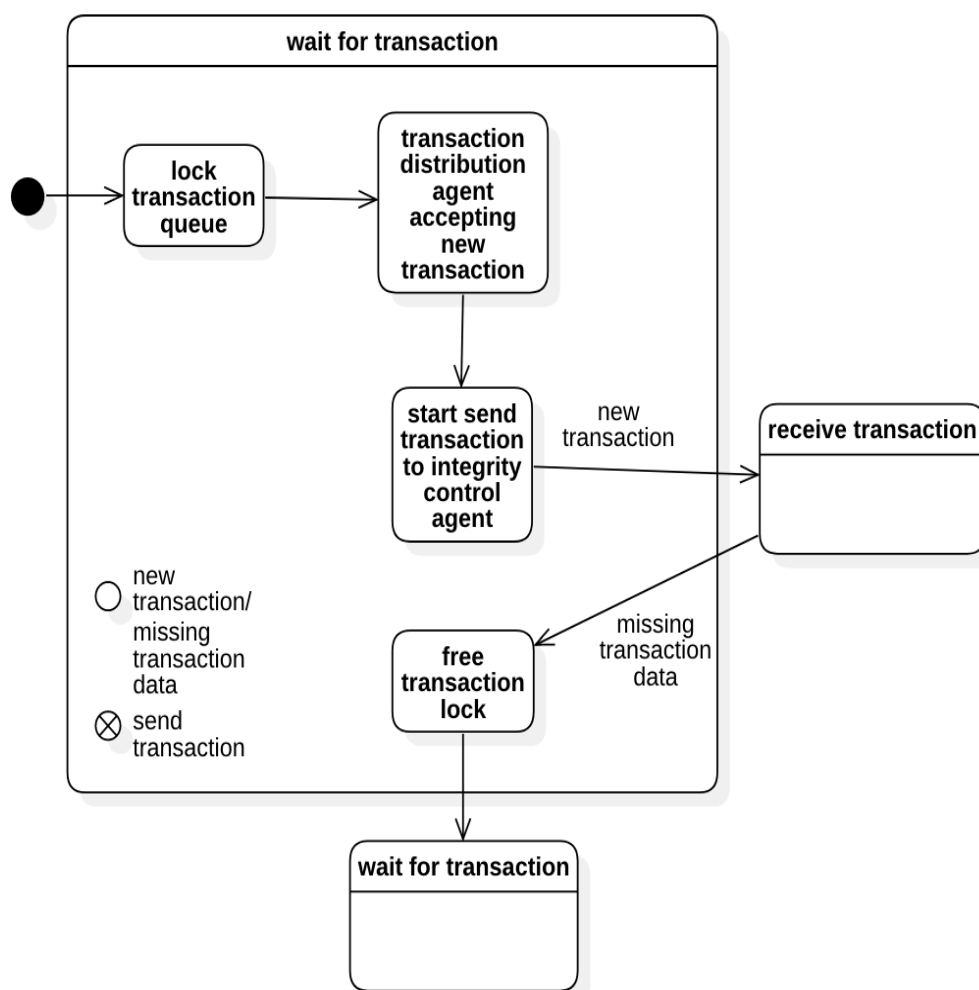 wait for transaction
lock
transaction
queue
transaction
distribution
agent
accepting
new
transaction
start send
transaction
to integrity
control
agent
new
transaction
receive transaction
new
transaction/
missing
transaction
data
send
transaction
free
transaction
lock
missing
transaction
data
wait for transaction